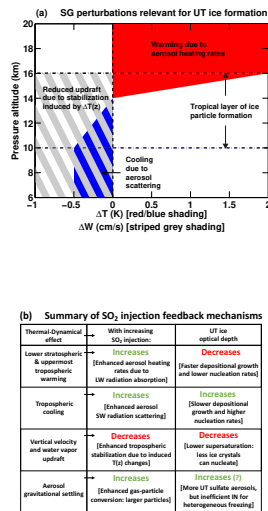 (a) SG perturbations relevant for UT ice formation
20
18
16
14
12
10
8
6
Pressure altitude (km)
Warming due to
aerosol heating rates
Reduced updraft
due to stabilization
induced by ΔT(z)
Tropical layer of
ice
particle
formation
Cooling
due to
aerosol
scattering
-1 -0.5 0 0.5 1 1.5 2
ΔT (K) [red/blue shading]
ΔW (cm/s) [striped grey shading]
(b) Summary of SO2 injection feedback mechanisms
Thermal-Dynamical
effect
With increasing
SO2 injection:
UT ice
optical depth
Lower stratospheric
& uppermost
tropospheric
warming
Increases
[Enhanced aerosol heating
rates due to
LW radiation absorption]
Decreases
[Faster depositional growth
and lower nucleation rates]
Tropospheric
cooling
Increases
[Enhanced aerosol
SW radiation scattering]
Increases
[Slower depositional
growth and higher
nucleation rates]
Vertical velocity
and water vapor
updraft
Decreases
[Enhanced tropospheric
stabilization due to induced
T(z) changes]
Decreases
[Lower supersaturation:
less ice crystals
can nucleate]
Aerosol
gravitational settling
Increases
[Enhanced gas-particle
conversion: larger particles]
Increases (?)
[More UT sulfate aerosols,
but inefficient IN for
heterogeneous freezing]